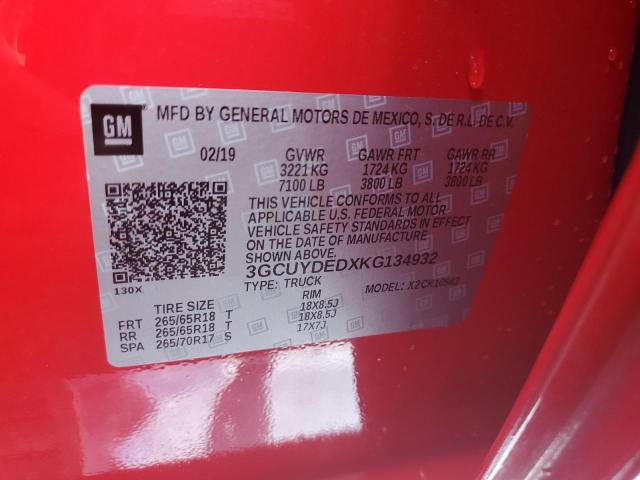 GM
MFD BY GENERAL MOTORS DE MEXICO, S. DE R.L. DE C.V.
02/19 GVWR GAWR FRT GAWR RR
3221 KG 1724 KG 1724 KG
7100 LB 3800 LB 3800 LB
THIS VEHICLE CONFORMS TO ALL
APPLICABLE U.S. FEDERAL MOTOR
VEHICLE SAFETY STANDARDS IN EFFECT
ON THE DATE OF MANUFACTURE
SHOWN ABOVE.
3GCUYDEDXKG134932
130X
TYPE: TRUCK MODEL: X2CK10543
TIRE SIZE RIM
FRT 265/65R18 T 18X8.5J
RR 265/65R18 T 18X8.5J
SPA 265/70R17 S 17X7J